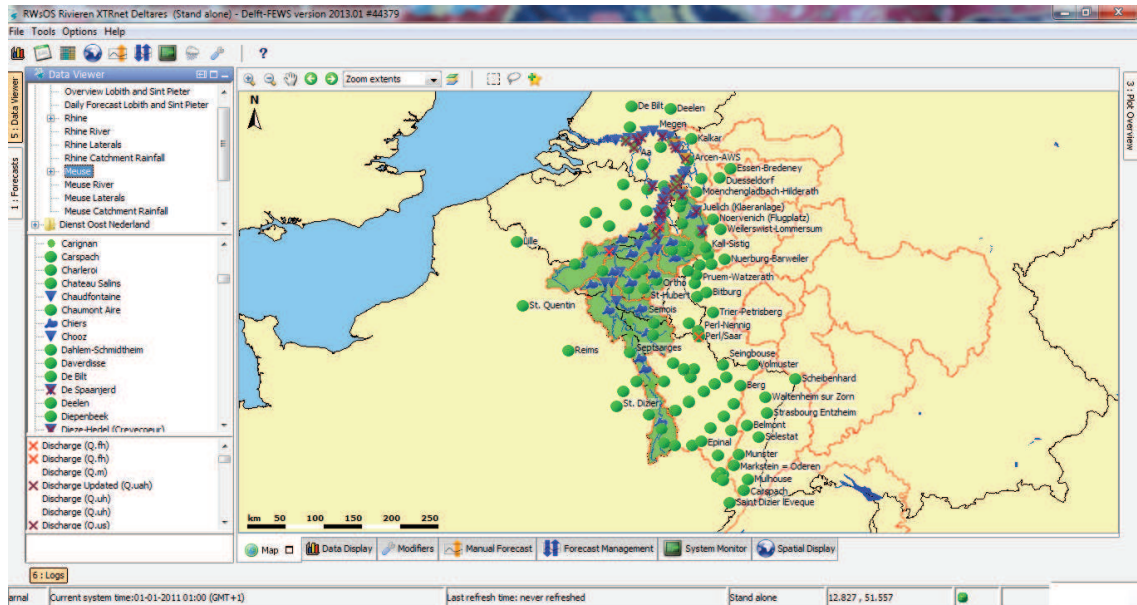 RWsOS Rivieren XTRnet Deltares (Stand alone) - Delft-FEWS version 2013.01 #44379
File Tools Options Help
?
5 : Data Viewer
1 : Forecasts
Data Viewer
Overview Lobith and Sint Pieter
Daily Forecast Lobith and Sint Pieter
Rhine
Rhine River
Rhine Laterals
Rhine Catchment Rainfall
Meuse
Meuse River
Meuse Laterals
Meuse Catchment Rainfall
Dienst Oost Nederland
Carignan
Carspach
Charleroi
Chateau Salins
Chaudfontaine
Chaumont Aire
Chiers
Chooz
Dahlem-Schmidtheim
Daverdisse
De Bilt
De Spaanjerd
Deelen
Diepenbeek
Dieze-Hedel (Crevecoeur)
Discharge (Q.fh)
Discharge (Q.fh)
Discharge (Q.m)
Discharge Updated (Q.uah)
Discharge (Q.uh)
Discharge (Q.uh)
Discharge (Q.us)
Zoom extents
3 : Plot Overview
N
De Bilt
Deelen
Megen
Kalkar
Aa
Arcen-AWS
Essen-Bredeney
Duesseldorf
Moenchengladbach-Hilderath
Juelich (Klaeranlage)
Noervenich (Flugplatz)
Weilerswist-Lommersum
Lille
Kall-Sistig
Nuerburg-Barweiler
Ortho
Pruem-Watzerath
St-Hubert
Bitburg
St. Quentin
Semois
Trier-Petrisberg
Perl-Nennig
Perl/Saar
Reims
Septsarges
Seingbouse
Volmuster
Berg
Scheibenhard
St. Dizier
Waltenheim sur Zorn
Strasbourg Entzheim
Belmont
Selestat
Epinal
Munster
Markstein = Oderen
Mulhouse
Carspach
Saint Dizier lEveque
km 50 100 150 200 250
Map
Data Display
Modifiers
Manual Forecast
Forecast Management
System Monitor
Spatial Display
6 : Logs
arnal
Current system time:01-01-2011 01:00 (GMT+1)
Last refresh time: never refreshed
Stand alone
12.827 , 51.557